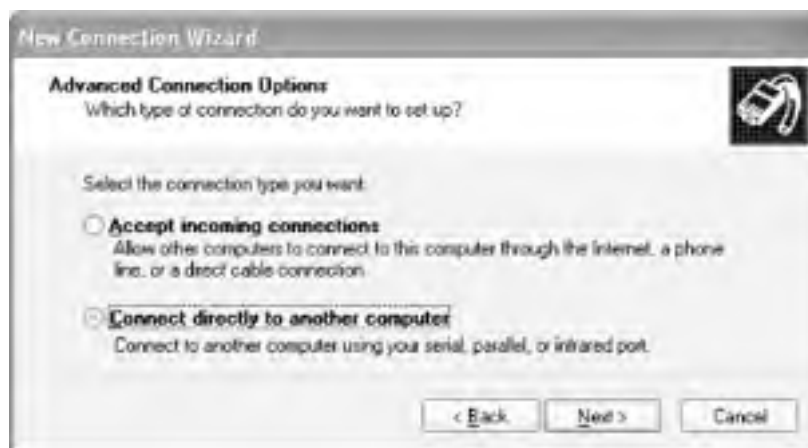 New Connection Wizard
Advanced Connection Options
Which type of connection do you want to set up?
Select the connection type you want:
Accept incoming connections
Allow other computers to connect to this computer through the Internet, a phone
line, or a direct cable connection.
Connect directly to another computer
Connect to another computer using your serial, parallel, or infrared port.
< Back
Next >
Cancel